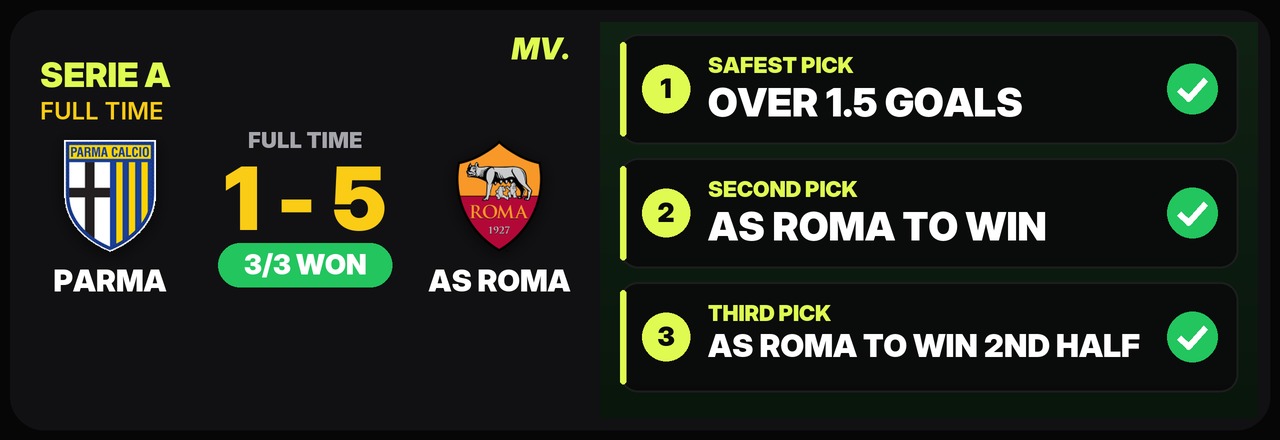 MV.
SERIE A
FULL TIME
PARMA CALCIO
FULL TIME
1 - 5
3/3 WON
ROMA
1927
PARMA
AS ROMA
1
SAFEST PICK
OVER 1.5 GOALS
2
SECOND PICK
AS ROMA TO WIN
3
THIRD PICK
AS ROMA TO WIN 2ND HALF